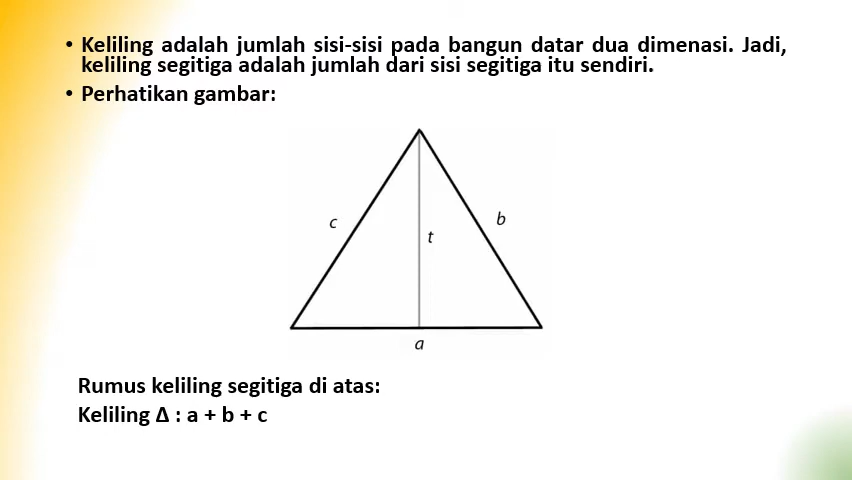 • Keliling adalah jumlah sisi-sisi pada bangun datar dua dimenasi. Jadi,
keliling segitiga adalah jumlah dari sisi segitiga itu sendiri.
• Perhatikan gambar:
c
b
t
a
Rumus keliling segitiga di atas:
Keliling Δ : a + b + c